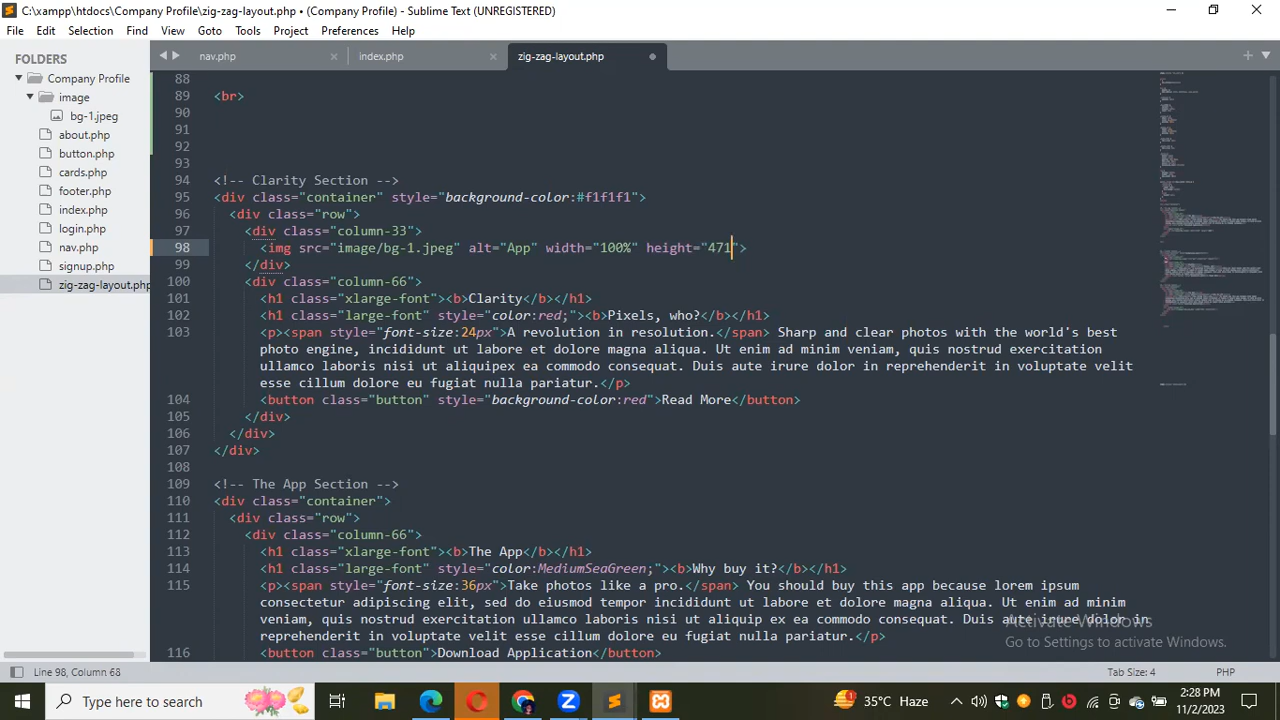 C:\xampp\htdocs\Company Profile\zig-zag-layout.php • (Company Profile) - Sublime Text (UNREGISTERED)
File Edit Selection Find View Goto Tools Project Preferences Help
FOLDERS
Company Profile
image
bg-1.jpeg
about.php
button.php
cards.php
footer.php
index.php
login.php
nav.php
signup.php
zig-zag-layout.php
nav.php × index.php × zig-zag-layout.php
88
89 <br>
90
91
92
93
94 <!-- Clarity Section -->
95 <div class="container" style="background-color:#f1f1f1">
96 <div class="row">
97 <div class="column-33">
98 <img src="image/bg-1.jpeg" alt="App" width="100%" height="471">
99 </div>
100 <div class="column-66">
101 <h1 class="xlarge-font"><b>Clarity</b></h1>
102 <h1 class="large-font" style="color:red;"><b>Pixels, who?</b></h1>
103 <p><span style="font-size:24px">A revolution in resolution.</span> Sharp and clear photos with the world's best
photo engine, incididunt ut labore et dolore magna aliqua. Ut enim ad minim veniam, quis nostrud exercitation
ullamco laboris nisi ut aliquipex ea commodo consequat. Duis aute irure dolor in reprehenderit in voluptate velit
esse cillum dolore eu fugiat nulla pariatur.</p>
104 <button class="button" style="background-color:red">Read More</button>
105 </div>
106 </div>
107 </div>
108
109 <!-- The App Section -->
110 <div class="container">
111 <div class="row">
112 <div class="column-66">
113 <h1 class="xlarge-font"><b>The App</b></h1>
114 <h1 class="large-font" style="color:MediumSeaGreen;"><b>Why buy it?</b></h1>
115 <p><span style="font-size:36px">Take photos like a pro.</span> You should buy this app because lorem ipsum
consectetur adipiscing elit, sed do eiusmod tempor incididunt ut labore et dolore magna aliqua. Ut enim ad minim
veniam, quis nostrud exercitation ullamco laboris nisi ut aliquip ex ea commodo consequat. Duis aute irure dolor in
reprehenderit in voluptate velit esse cillum dolore eu fugiat nulla pariatur.</p>
116 <button class="button">Download Application</button>
Activate Windows
Go to Settings to activate Windows.
Line 98, Column 68 Tab Size: 4 PHP
Type here to search 35°C Haze 2:28 PM
11/2/2023